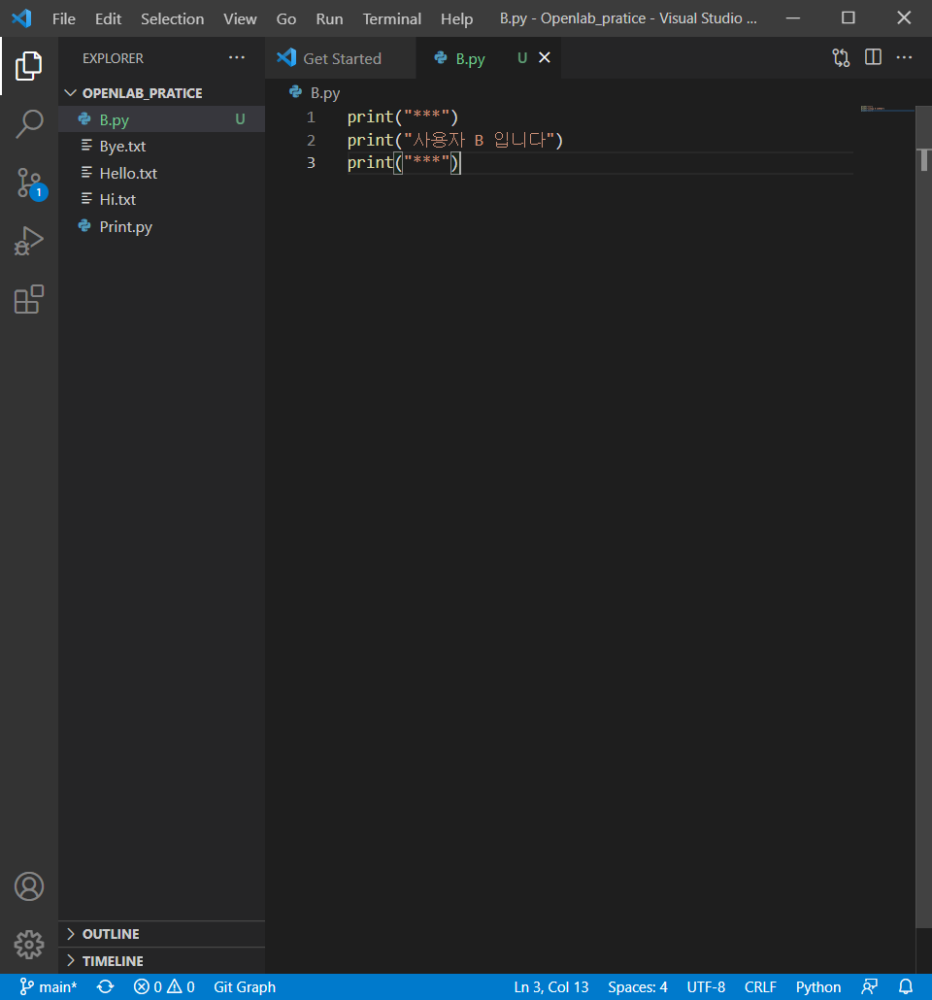 File Edit Selection View Go Run Terminal Help B.py - Openlab_pratice - Visual Studio ...
EXPLORER
Get Started
B.py U
OPENLAB_PRATICE
B.py U
Bye.txt
Hello.txt
Hi.txt
Print.py
1
B.py
1 print("***")
2 print("사용자 B 입니다")
3 print("***")
OUTLINE
TIMELINE
main* 0 0 Git Graph Ln 3, Col 13 Spaces: 4 UTF-8 CRLF Python